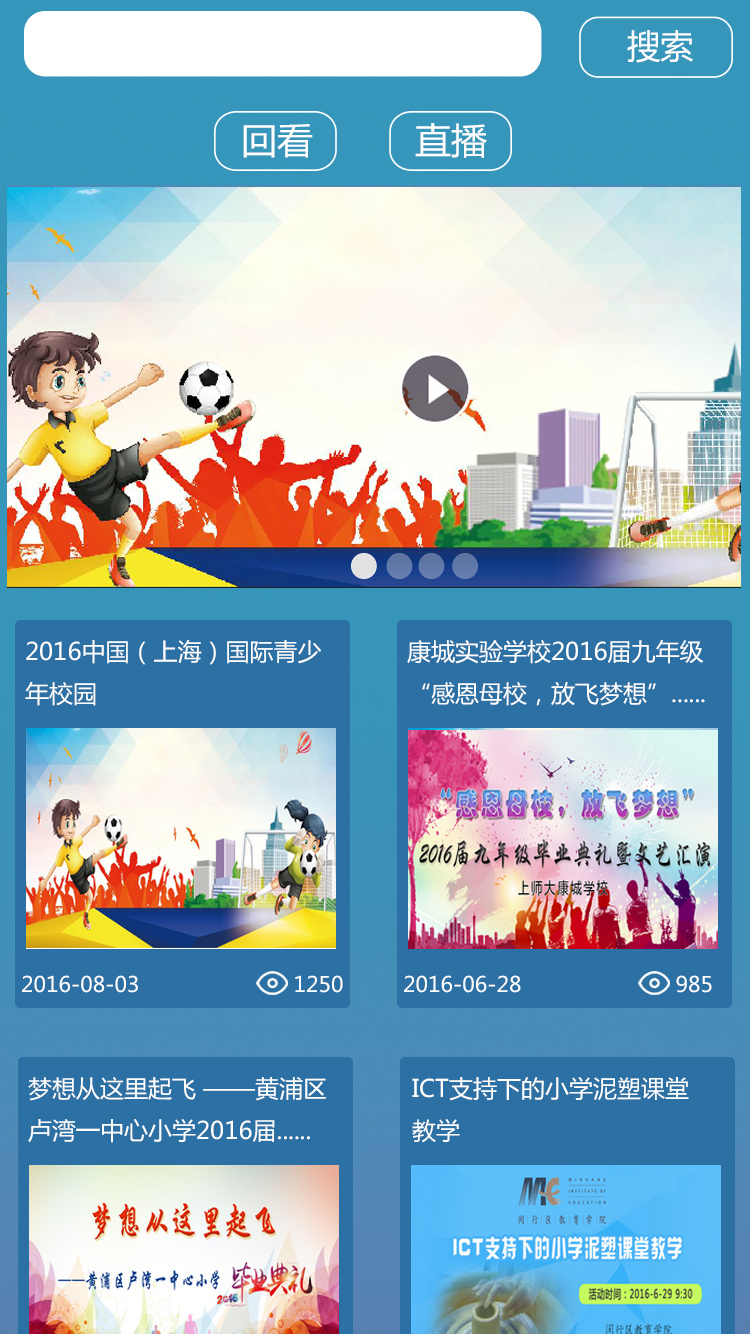 搜索
回看
直播
2016中国（上海）国际青少
年校园
康城实验学校2016届九年级
“感恩母校，放飞梦想”......
“感恩母校，放飞梦想”
2016届九年级毕业典礼暨文艺汇演
上师大康城学校
2016-08-03
1250
2016-06-28
985
梦想从这里起飞 ——黄浦区
卢湾一中心小学2016届......
ICT支持下的小学泥塑课堂
教学
梦想从这里起飞
——黄浦区卢湾一中心小学 2016 毕业典礼
MINHANG
INSTITUTE OF
EDUCATION
闵行区教育学院
ICT支持下的小学泥塑课堂教学
活动时间：2016-6-29 9:30
闵行区教育学院